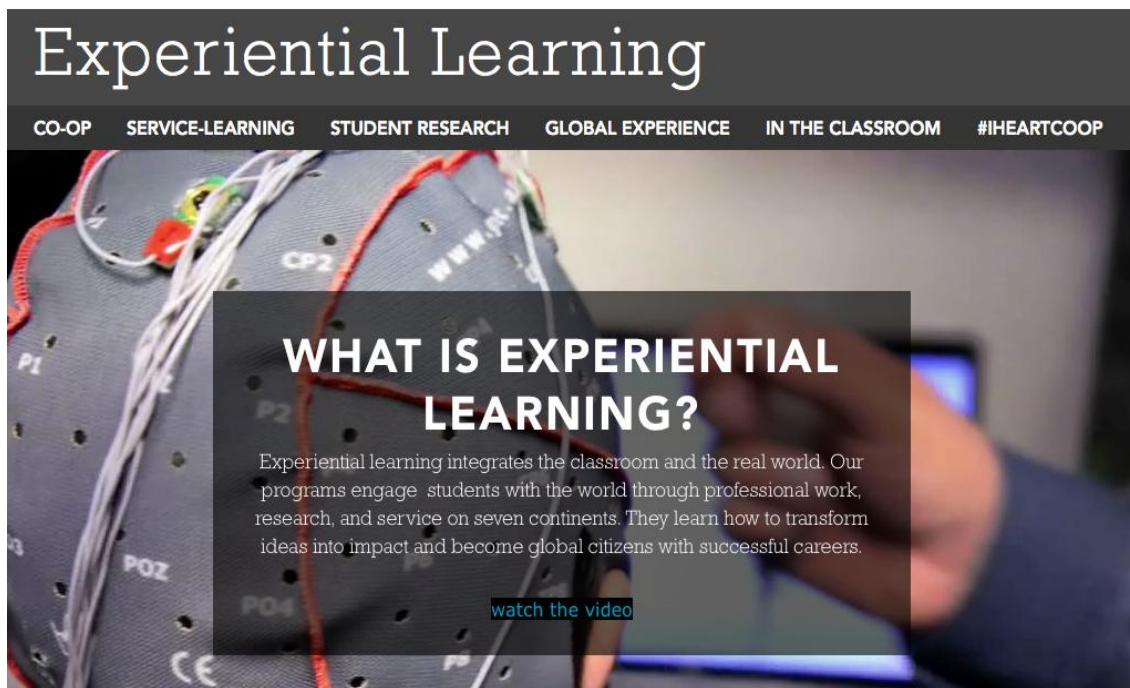 Experiential Learning
CO-OP SERVICE-LEARNING STUDENT RESEARCH GLOBAL EXPERIENCE IN THE CLASSROOM #IHEARTCOOP
CP2
P1
P2
WHAT IS EXPERIENTIAL
LEARNING?
Experiential learning integrates the classroom and the real world. Our
programs engage students with the world through professional work,
research, and service on seven continents. They learn how to transform
ideas into impact and become global citizens with successful careers.
POZ
PO4
watch the video
CE